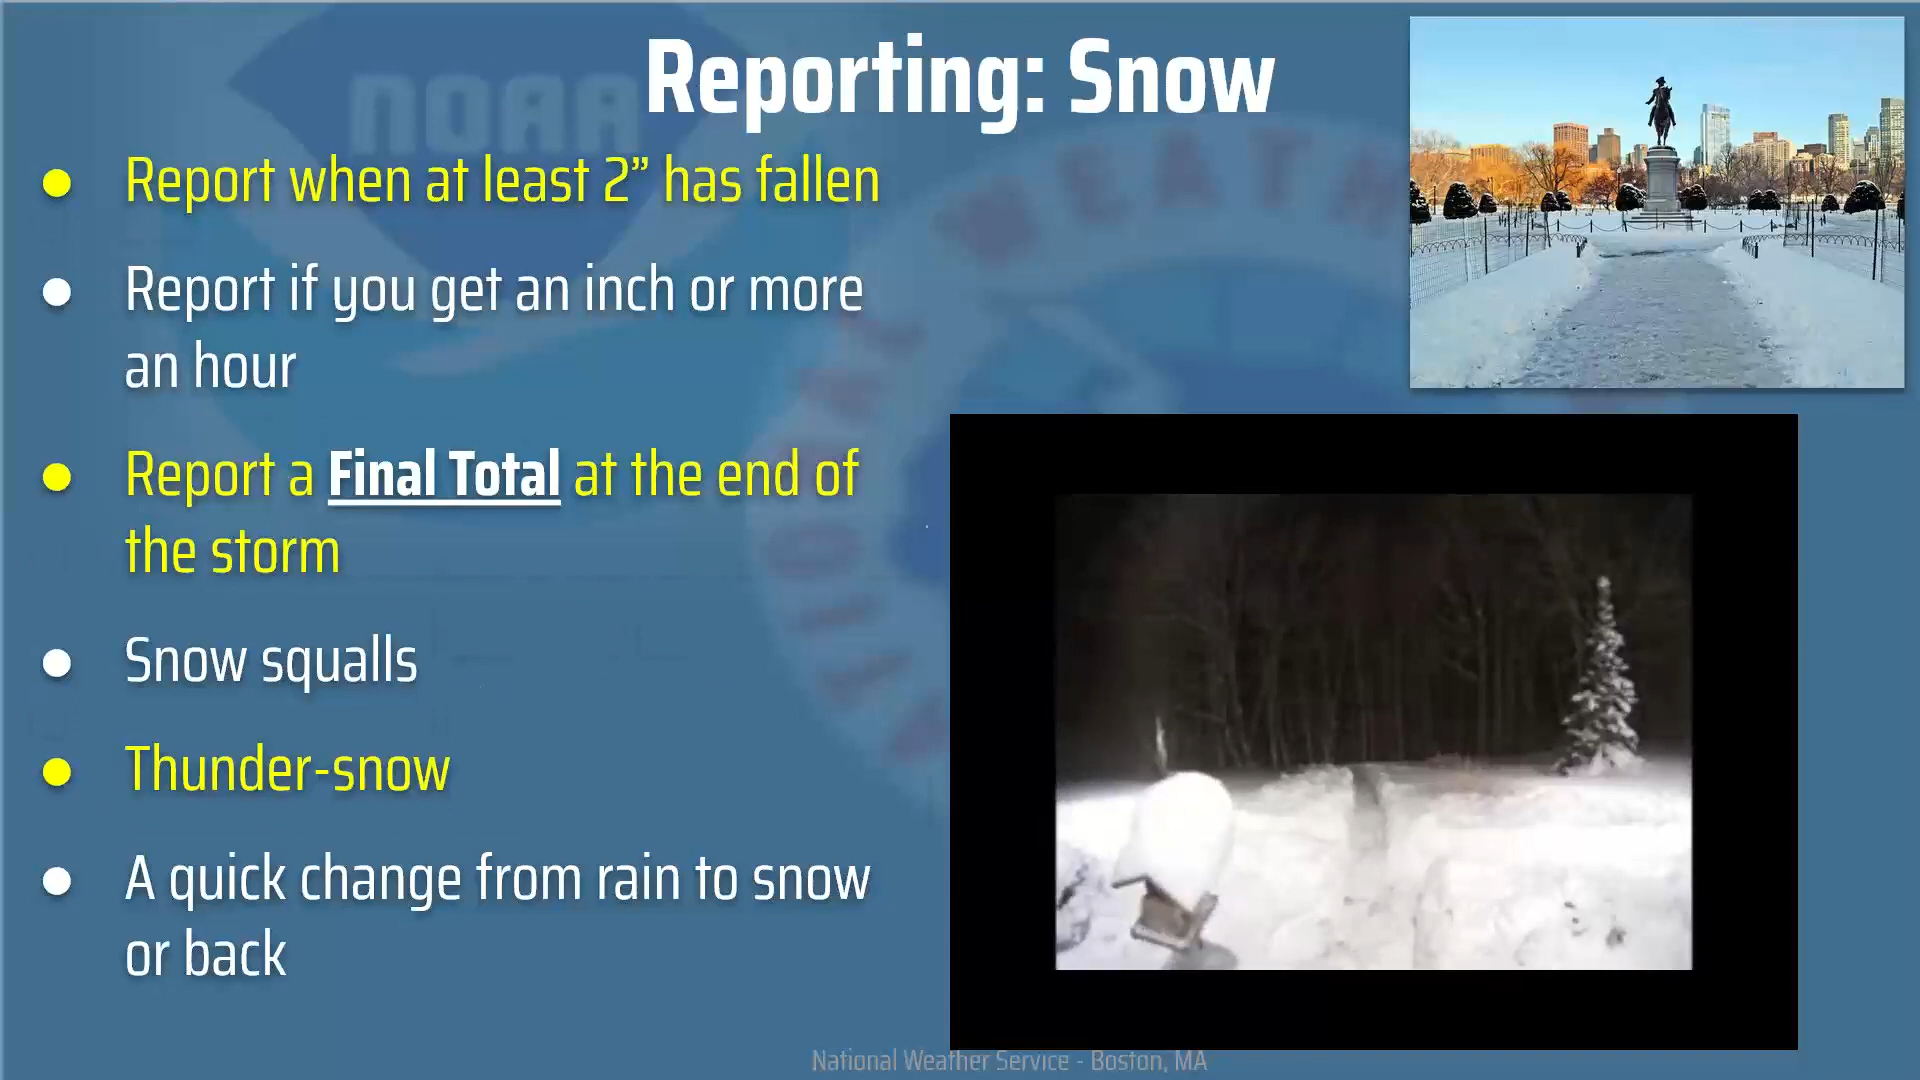 Reporting: Snow
NOAA
● Report when at least 2” has fallen
● Report if you get an inch or more
an hour
● Report a Final Total at the end of
the storm
● Snow squalls
● Thunder-snow
● A quick change from rain to snow
or back
National Weather Service - Boston, MA